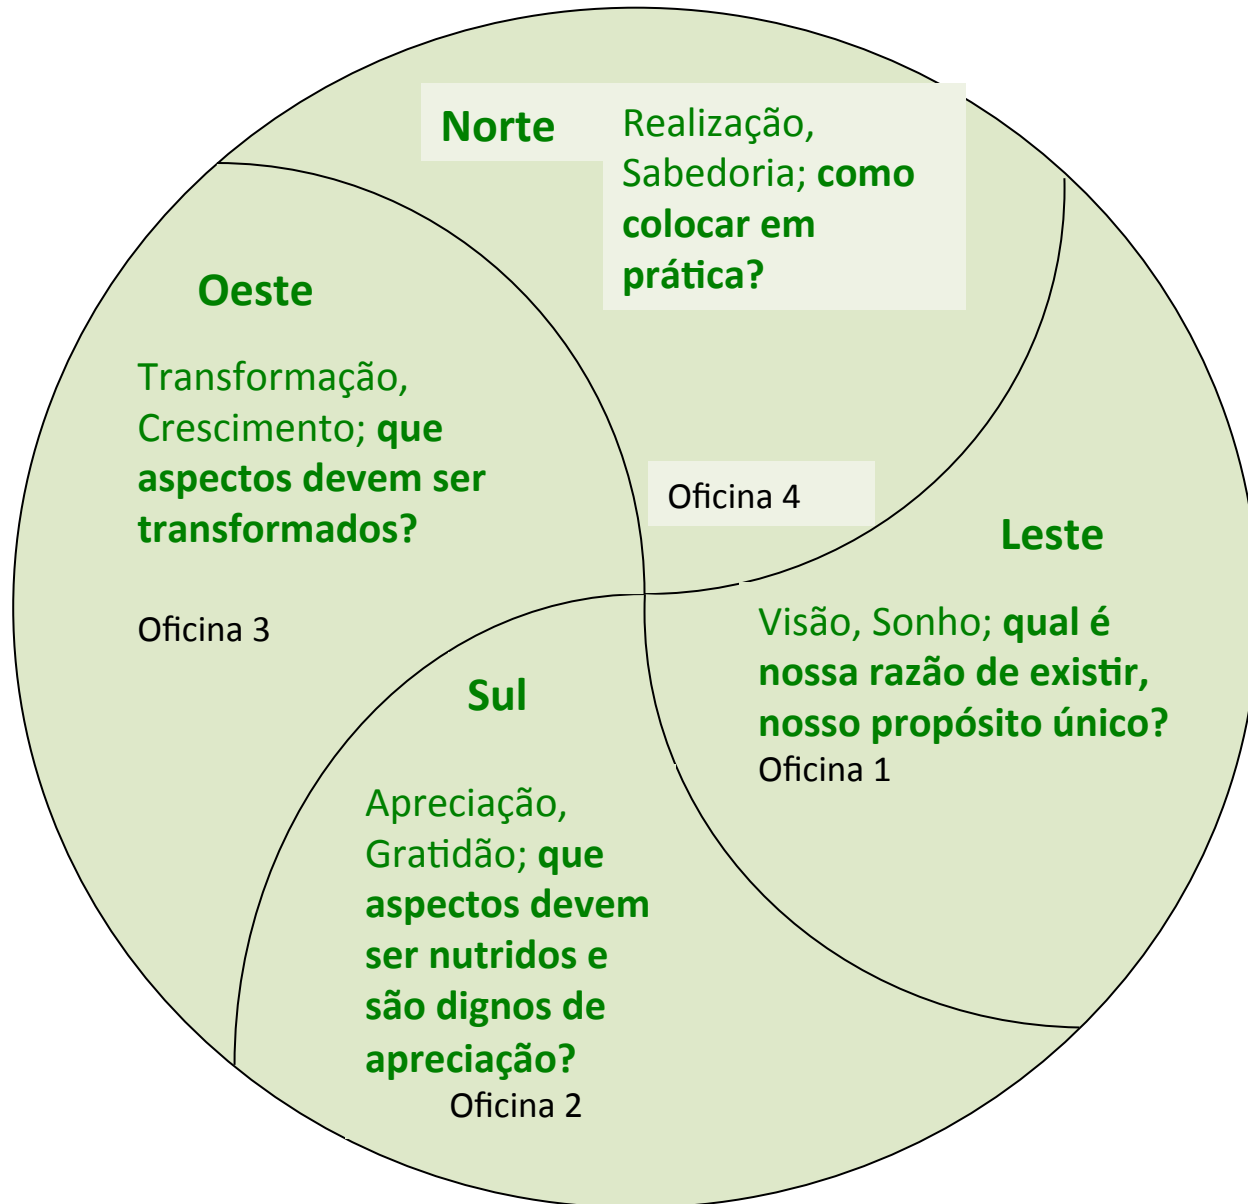 Norte
Realização,
Sabedoria; como
colocar em
prática?
Oeste
Transformação,
Crescimento; que
aspectos devem ser
transformados?
Oficina 3
Oficina 4
Leste
Visão, Sonho; qual é
nossa razão de existir,
nosso propósito único?
Oficina 1
Sul
Apreciação,
Gratidão; que
aspectos devem
ser nutridos e
são dignos de
apreciação?
Oficina 2